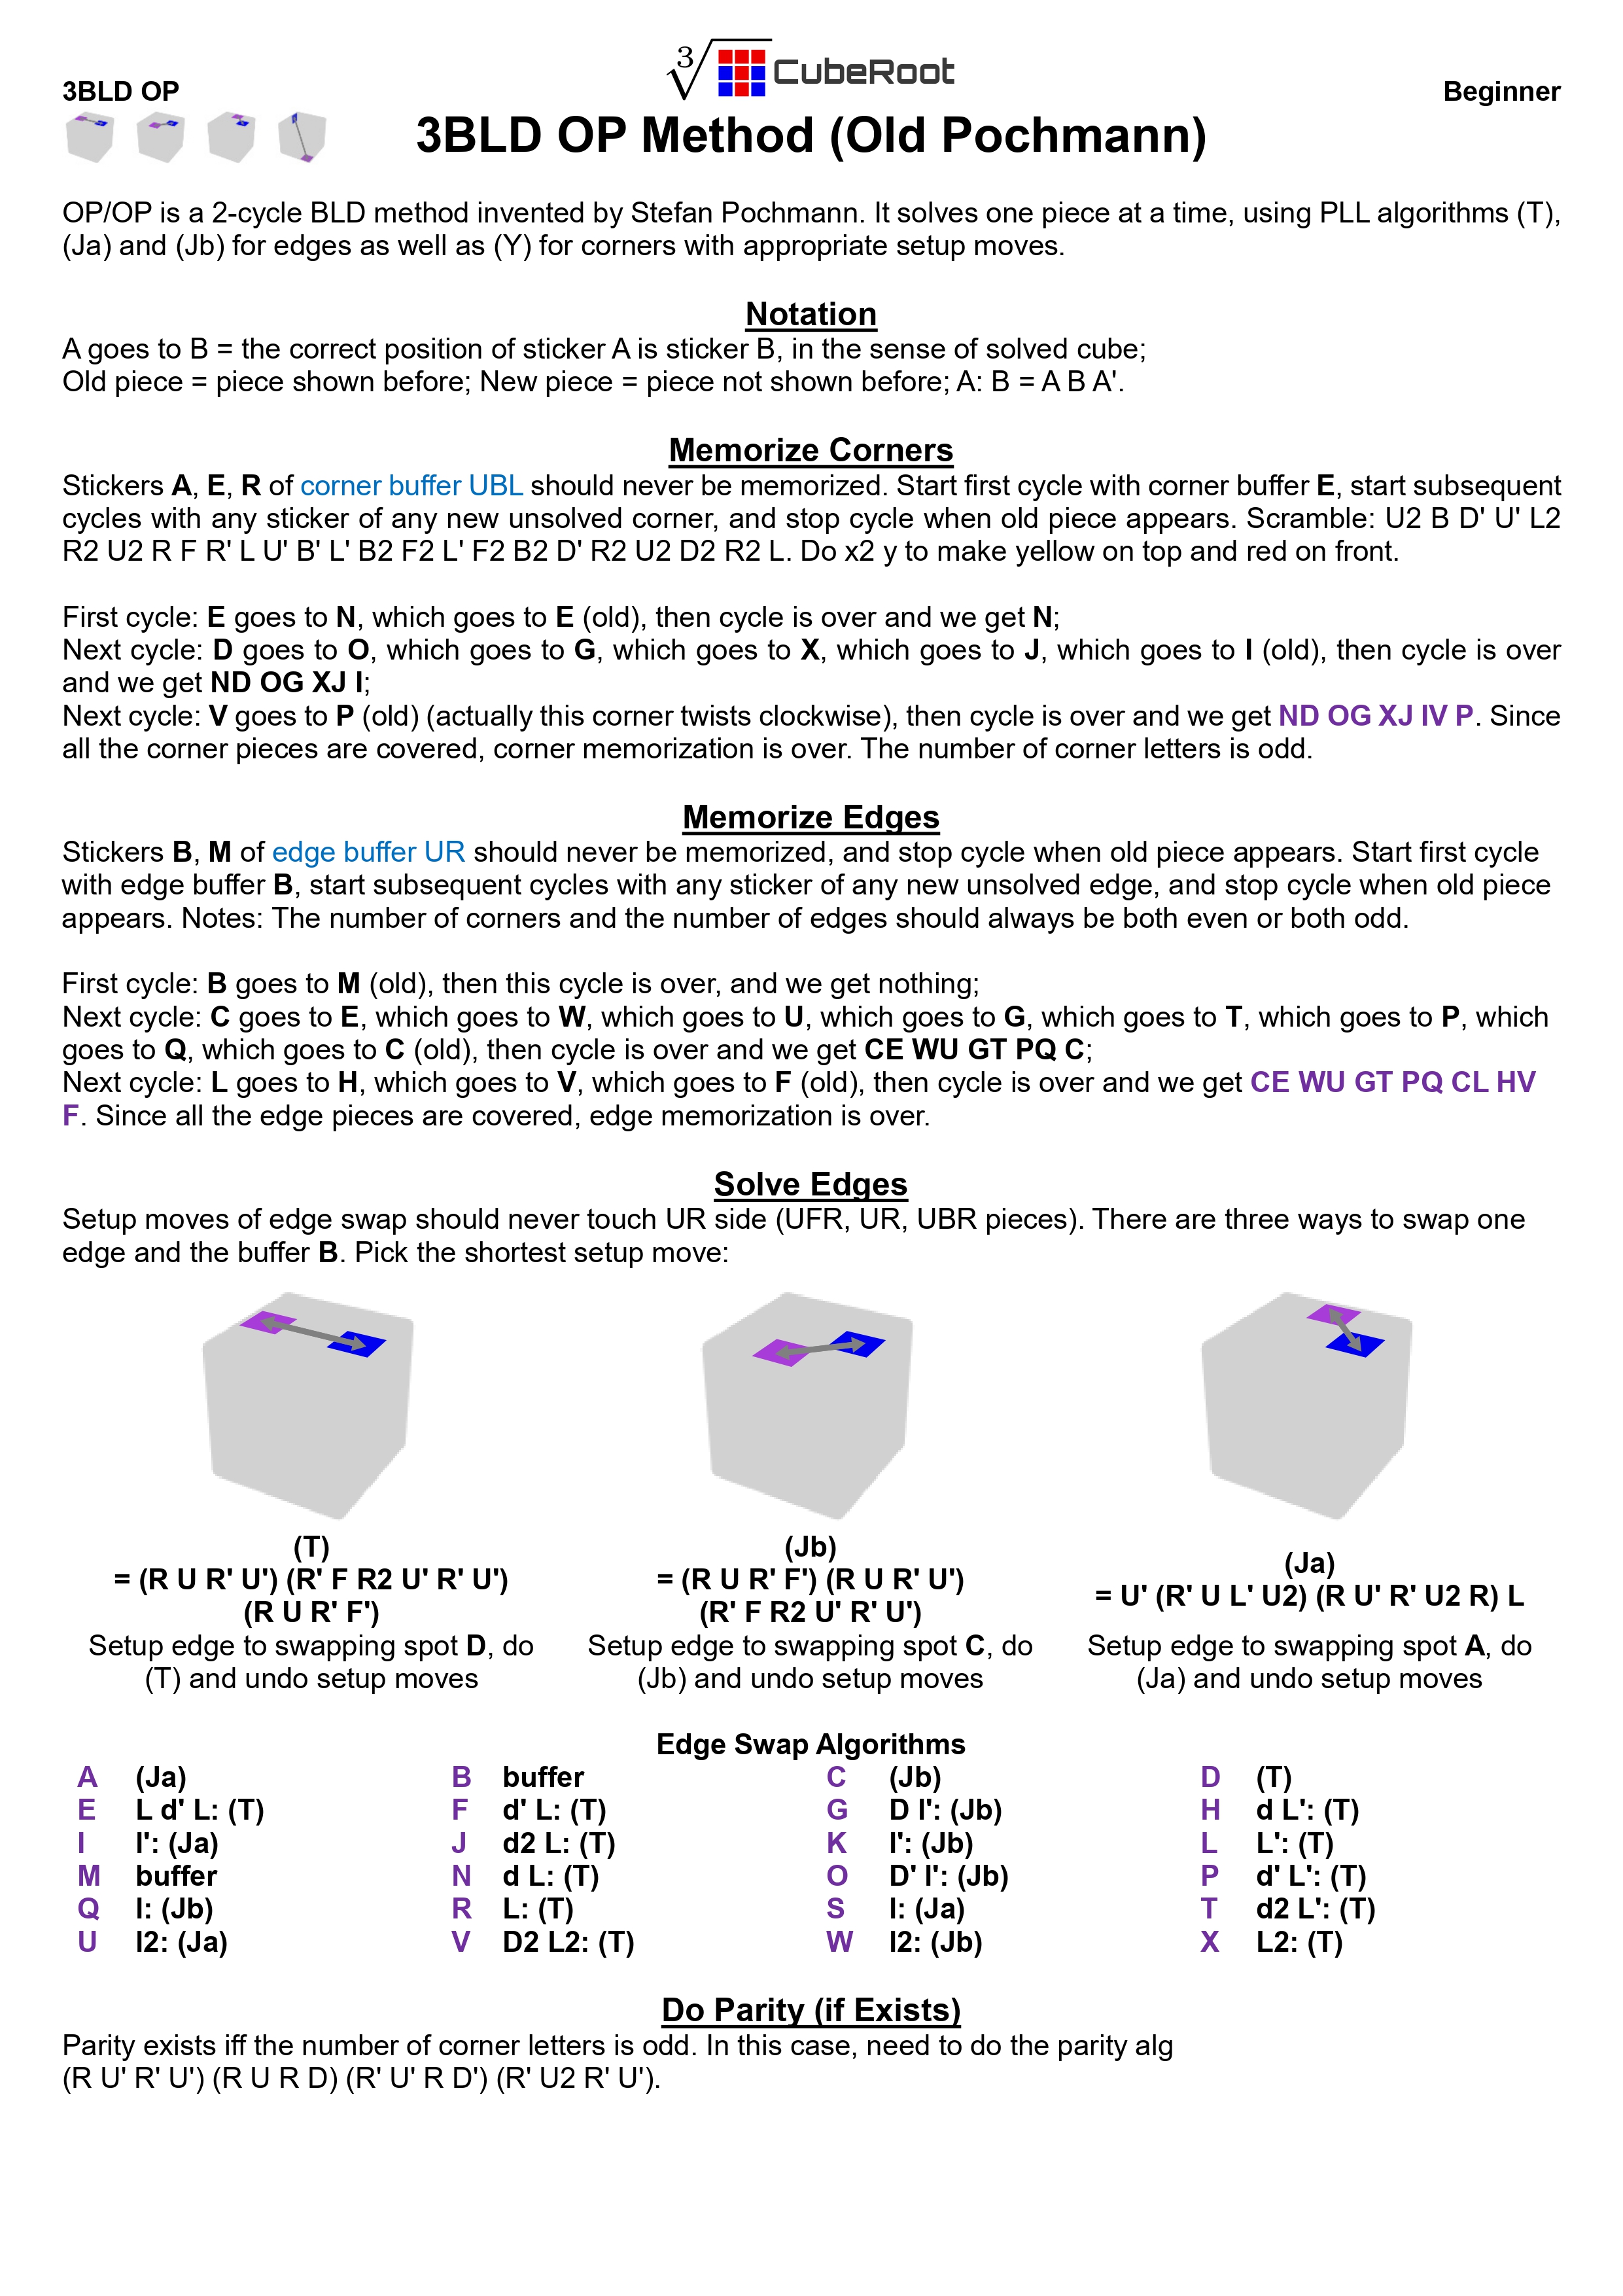 3 CubeRoot
3BLD OP
Beginner
3BLD OP Method (Old Pochmann)
OP/OP is a 2-cycle BLD method invented by Stefan Pochmann. It solves one piece at a time, using PLL algorithms (T),
(Ja) and (Jb) for edges as well as (Y) for corners with appropriate setup moves.
Notation
A goes to B = the correct position of sticker A is sticker B, in the sense of solved cube;
Old piece = piece shown before; New piece = piece not shown before; A: B = A B A'.
Memorize Corners
Stickers A, E, R of corner buffer UBL should never be memorized. Start first cycle with corner buffer E, start subsequent
cycles with any sticker of any new unsolved corner, and stop cycle when old piece appears. Scramble: U2 B D' U' L2
R2 U2 R F R' L U' B' L' B2 F2 L' F2 B2 D' R2 U2 D2 R2 L. Do x2 y to make yellow on top and red on front.
First cycle: E goes to N, which goes to E (old), then cycle is over and we get N;
Next cycle: D goes to O, which goes to G, which goes to X, which goes to J, which goes to I (old), then cycle is over
and we get ND OG XJ I;
Next cycle: V goes to P (old) (actually this corner twists clockwise), then cycle is over and we get ND OG XJ IV P. Since
all the corner pieces are covered, corner memorization is over. The number of corner letters is odd.
Memorize Edges
Stickers B, M of edge buffer UR should never be memorized, and stop cycle when old piece appears. Start first cycle
with edge buffer B, start subsequent cycles with any sticker of any new unsolved edge, and stop cycle when old piece
appears. Notes: The number of corners and the number of edges should always be both even or both odd.
First cycle: B goes to M (old), then this cycle is over, and we get nothing;
Next cycle: C goes to E, which goes to W, which goes to U, which goes to G, which goes to T, which goes to P, which
goes to Q, which goes to C (old), then cycle is over and we get CE WU GT PQ C;
Next cycle: L goes to H, which goes to V, which goes to F (old), then cycle is over and we get CE WU GT PQ CL HV
F. Since all the edge pieces are covered, edge memorization is over.
Solve Edges
Setup moves of edge swap should never touch UR side (UFR, UR, UBR pieces). There are three ways to swap one
edge and the buffer B. Pick the shortest setup move:
(T)
= (R U R' U') (R' F R2 U' R' U')
(R U R' F')
Setup edge to swapping spot D, do
(T) and undo setup moves
(Jb)
= (R U R' F') (R U R' U')
(R' F R2 U' R' U')
Setup edge to swapping spot C, do
(Jb) and undo setup moves
(Ja)
= U' (R' U L' U2) (R U' R' U2 R) L
Setup edge to swapping spot A, do
(Ja) and undo setup moves
Edge Swap Algorithms
A (Ja) B buffer C (Jb) D (T)
E L d' L: (T) F d' L: (T) G D l': (Jb) H d L': (T)
I l': (Ja) J d2 L: (T) K l': (Jb) L L': (T)
M buffer N d L: (T) O D' l': (Jb) P d' L': (T)
Q l: (Jb) R L: (T) S l: (Ja) T d2 L': (T)
U l2: (Ja) V D2 L2: (T) W l2: (Jb) X L2: (T)
Do Parity (if Exists)
Parity exists iff the number of corner letters is odd. In this case, need to do the parity alg
(R U' R' U') (R U R D) (R' U' R D') (R' U2 R' U').